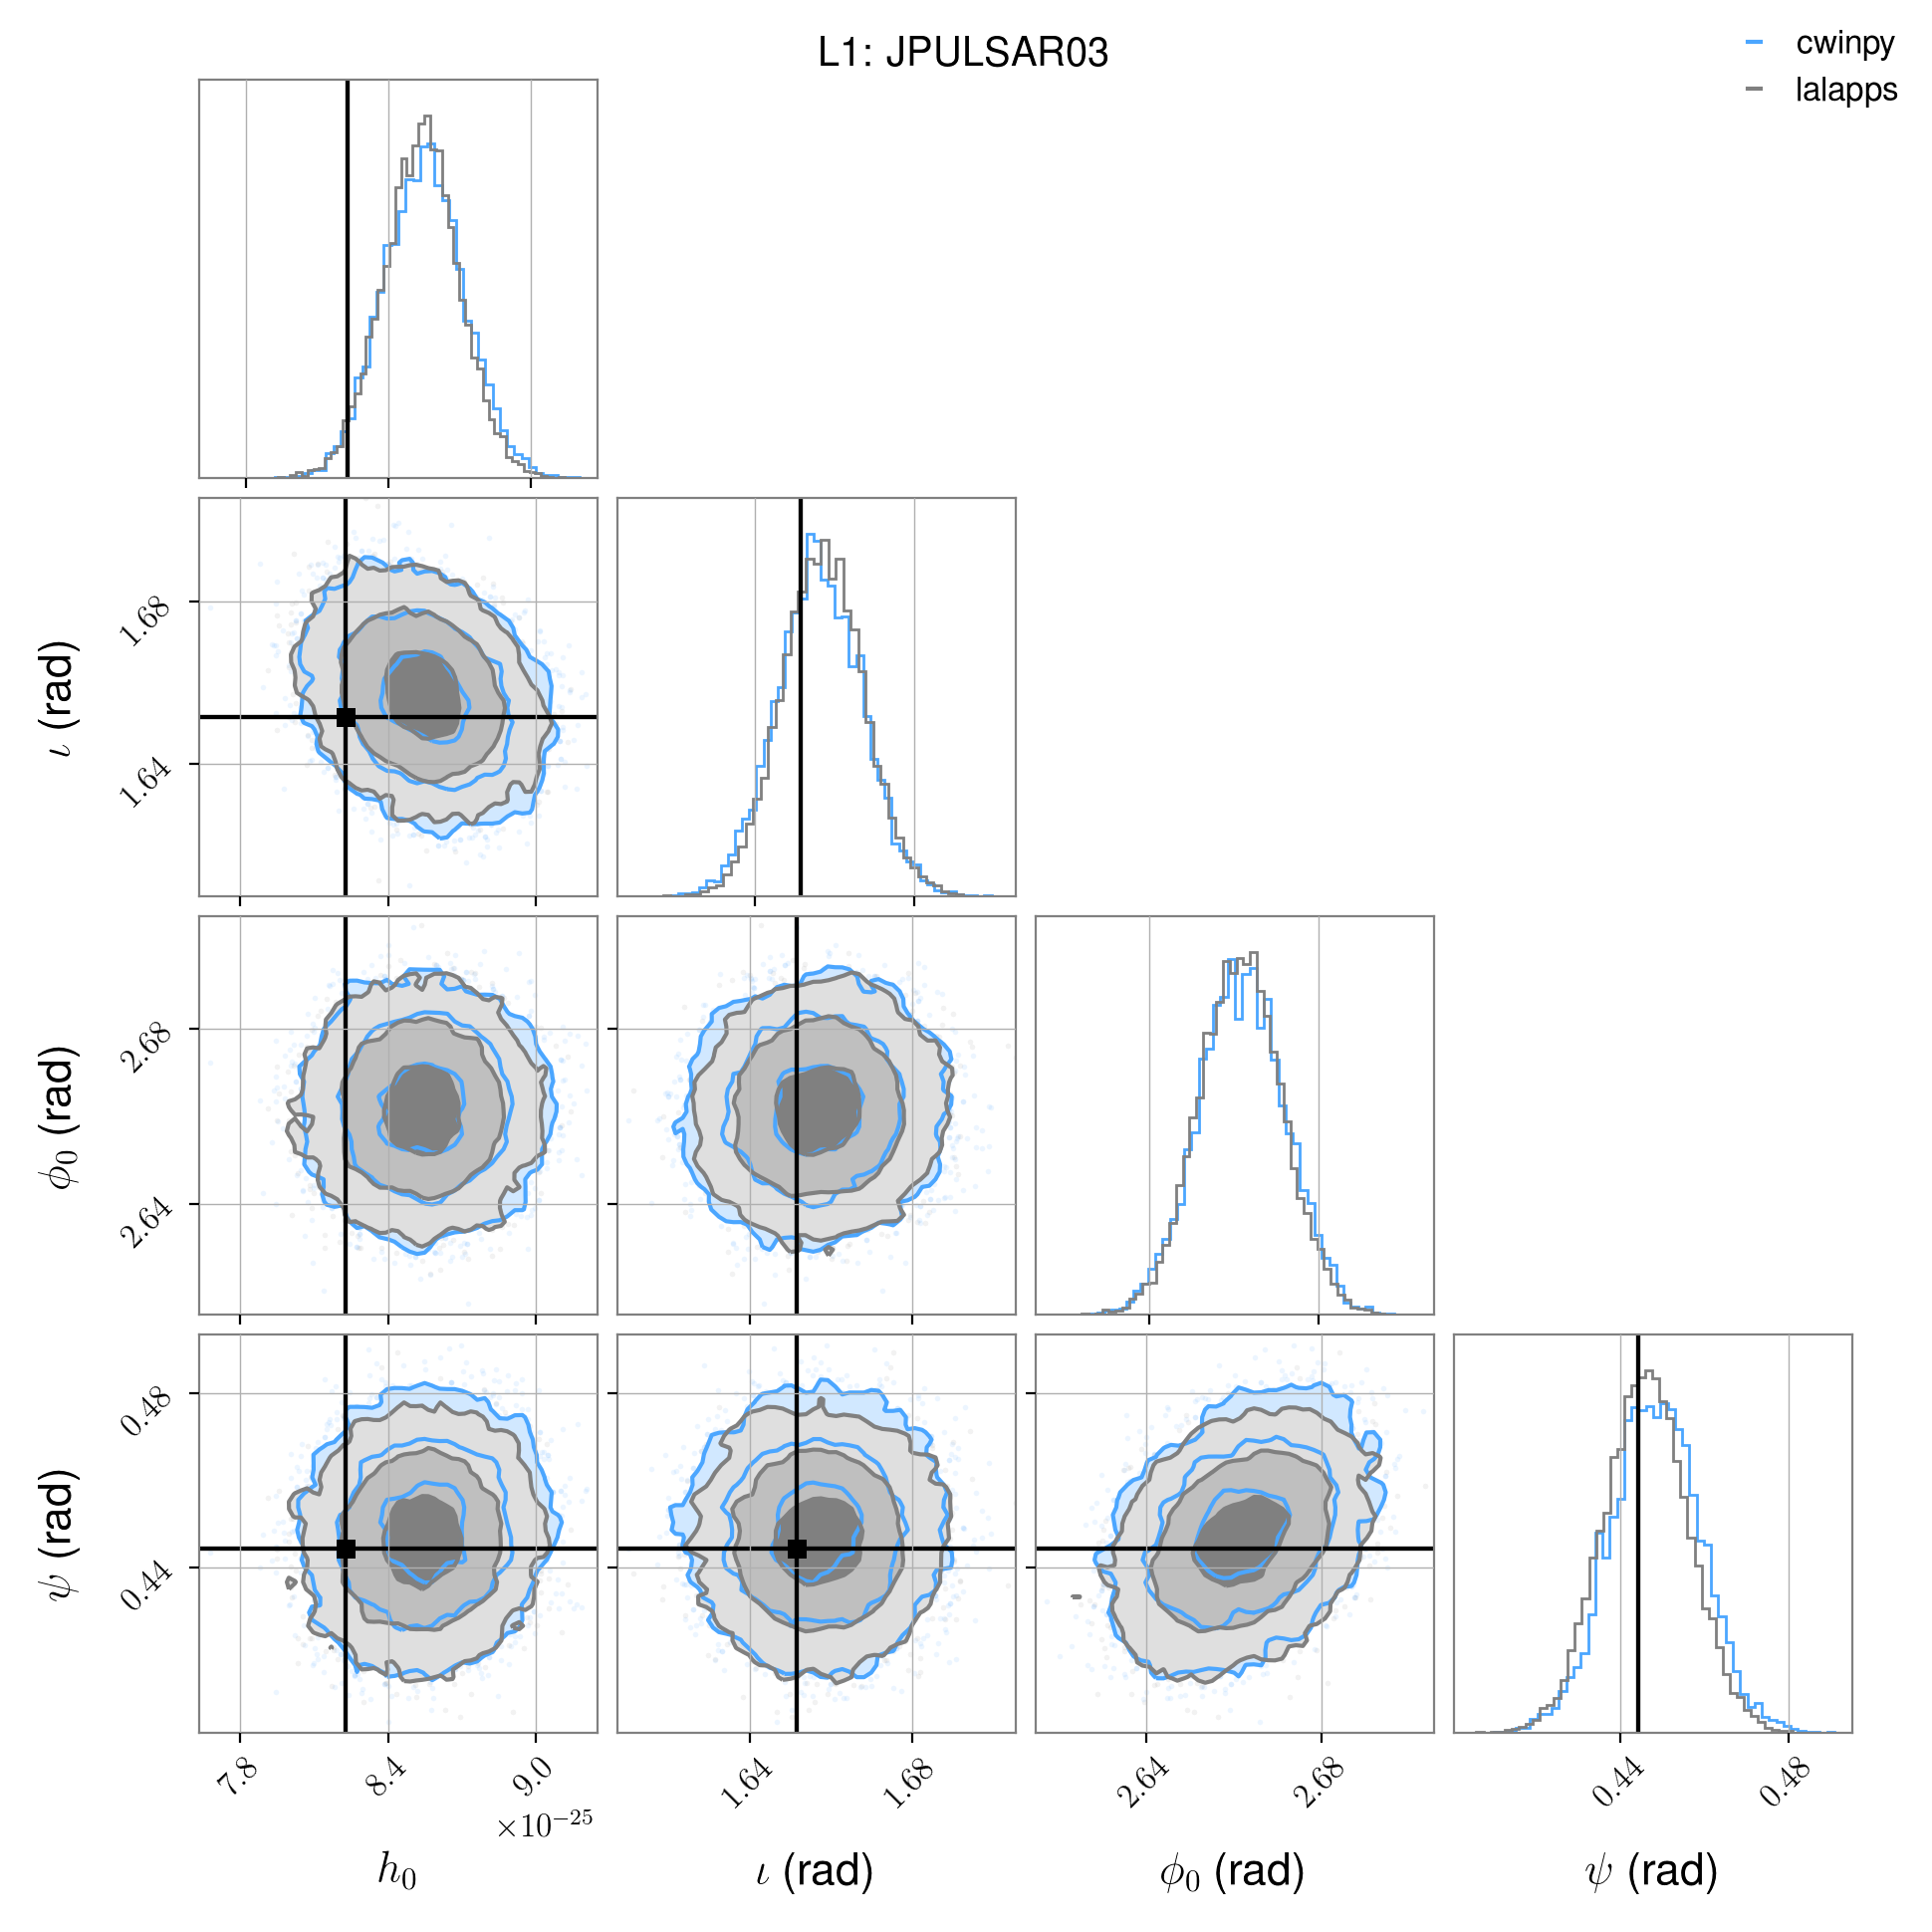 L1: JPULSAR03
cwinpy
lalapps
ι (rad)
1.68
1.64
ϕ₀ (rad)
2.68
2.64
ψ (rad)
0.48
0.44
7.8 8.4 9.0 1.64 1.68 2.64 2.68 0.44 0.48
×10⁻²⁵
h₀ ι (rad) ϕ₀ (rad) ψ (rad)